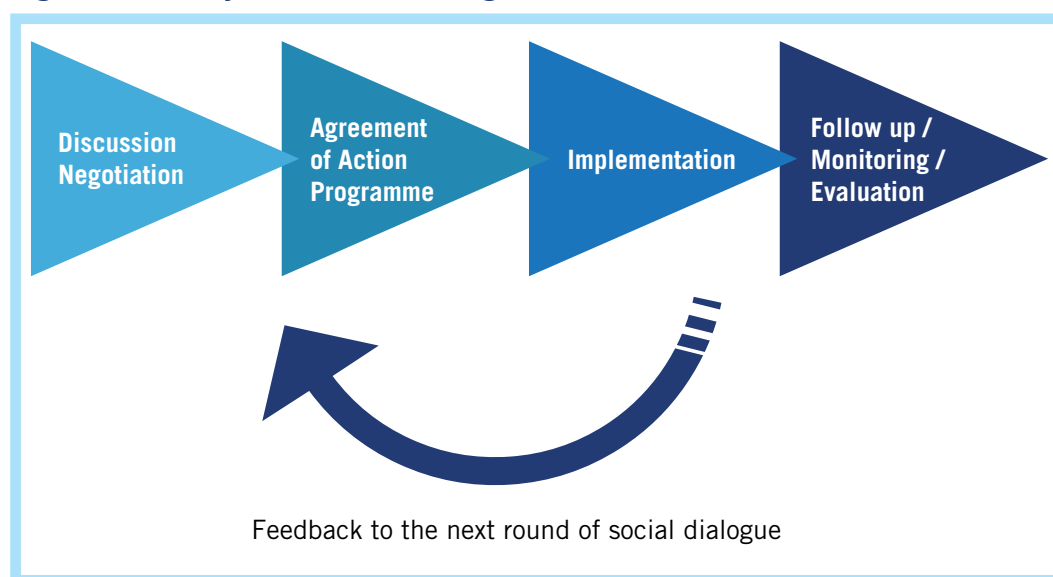 Discussion
Negotiation
Agreement
of Action
Programme
Implementation
Follow up /
Monitoring /
Evaluation
Feedback to the next round of social dialogue